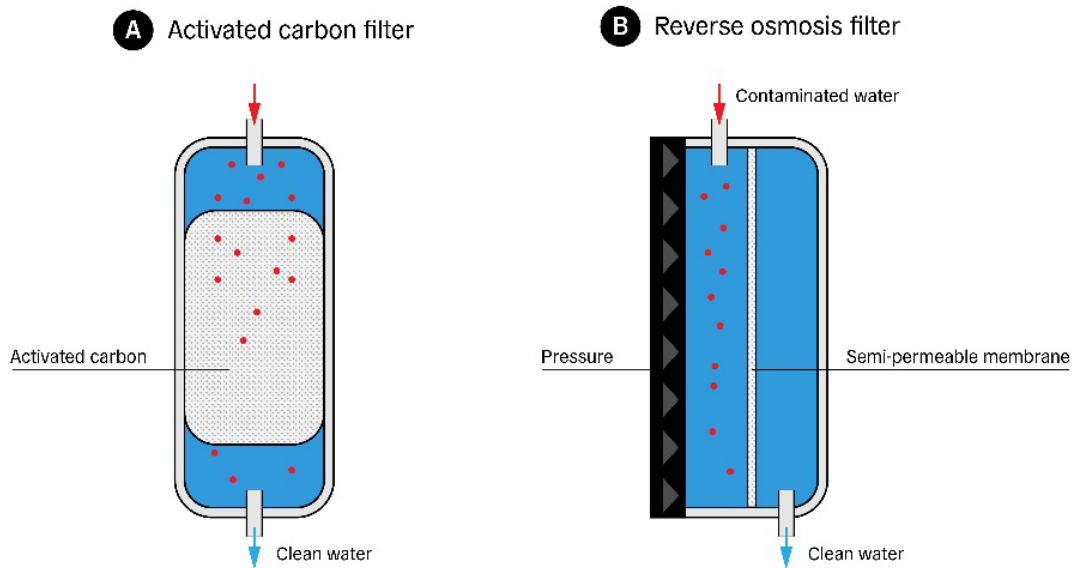 A Activated carbon filter
B Reverse osmosis filter
Contaminated water
Activated carbon
Pressure
Semi-permeable membrane
Clean water
Clean water